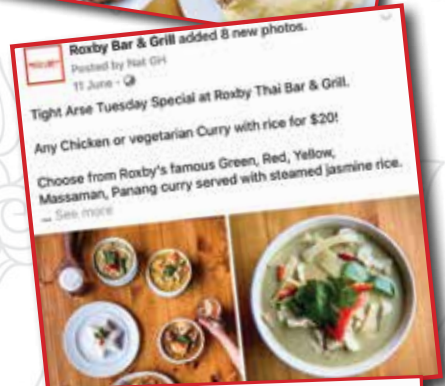 Roxby Bar & Grill added 8 new photos.
Posted by Nat GH
11 June ·
Tight Arse Tuesday Special at Roxby Thai Bar & Grill.
Any Chicken or vegetarian Curry with rice for $20!
Choose from Roxby's famous Green, Red, Yellow,
Massaman, Panang curry served with steamed jasmine rice.
... See more